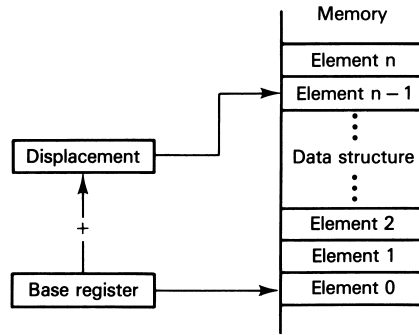 Memory
Element n
Element n – 1
Displacement
Data structure
+
Element 2
Element 1
Base register
Element 0